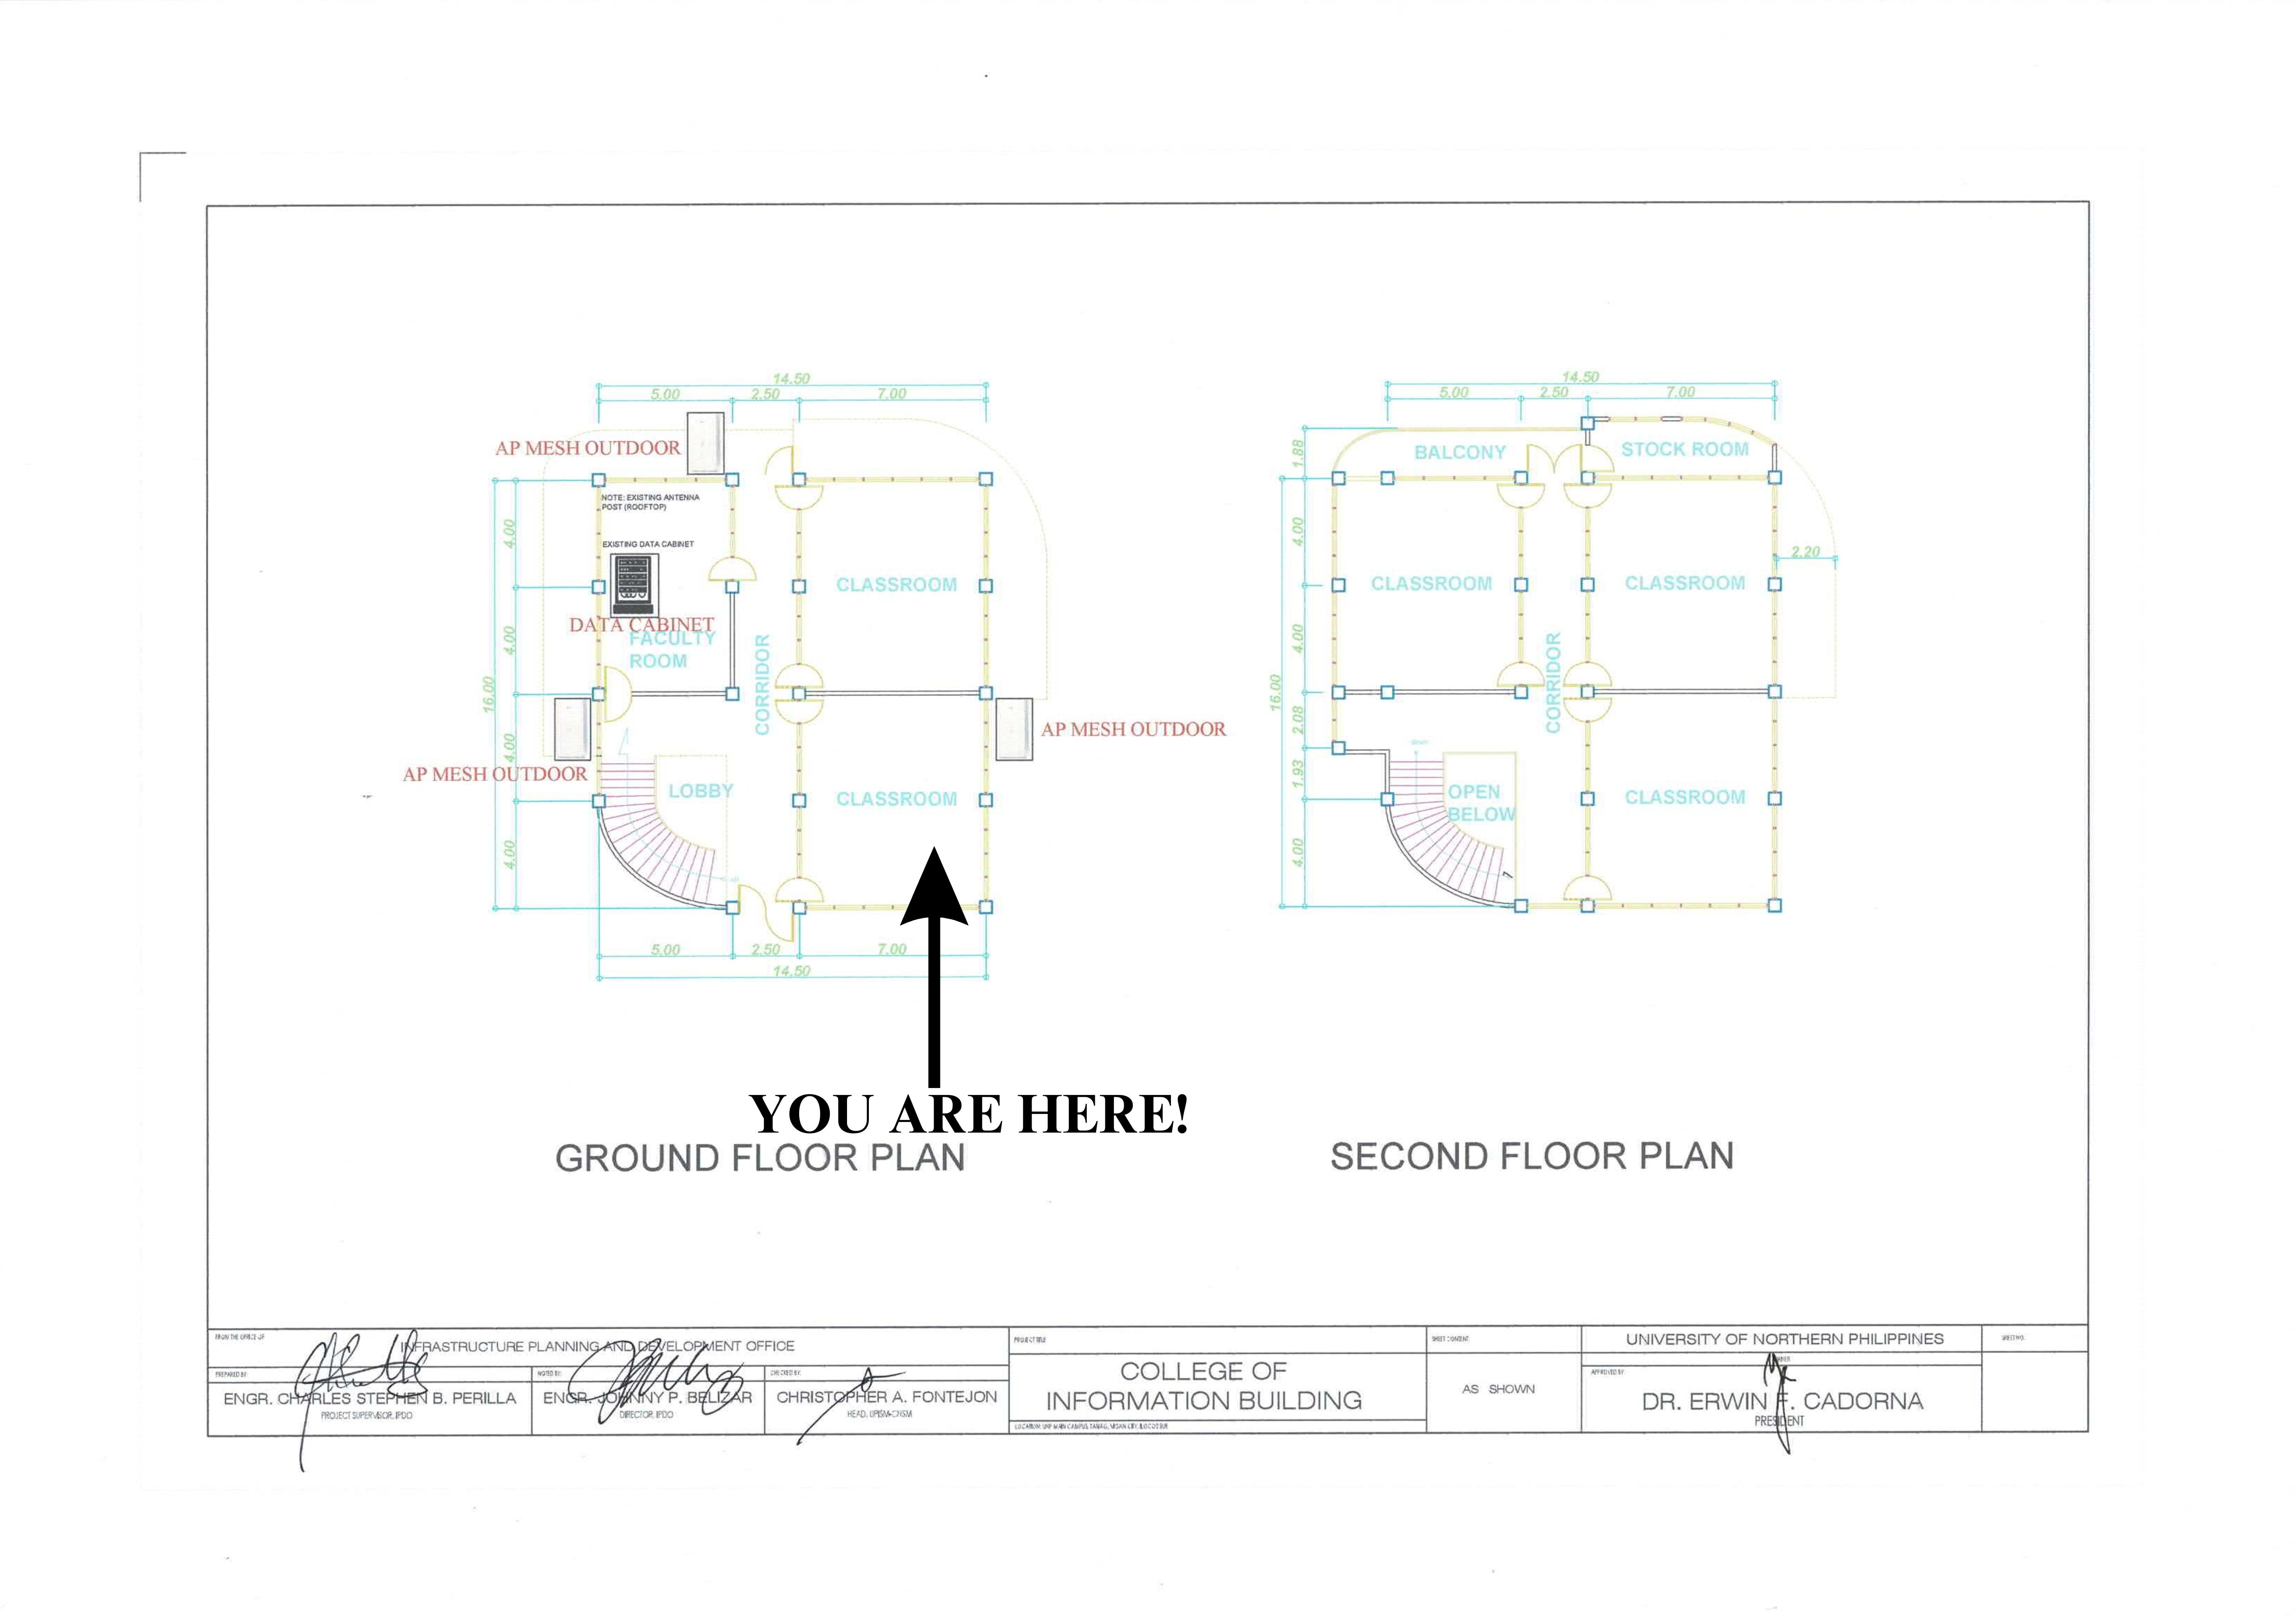 14.50
5.00 2.50 7.00
AP MESH OUTDOOR
NOTE: EXISTING ANTENNA
POST (ROOFTOP)
EXISTING DATA CABINET
DATA CABINET
FACULTY
ROOM
CORRIDOR
CLASSROOM
AP MESH OUTDOOR
AP MESH OUTDOOR
LOBBY
CLASSROOM
4.00
4.00
4.00
4.00
16.00
5.00 2.50 7.00
14.50
YOU ARE HERE!
GROUND FLOOR PLAN
14.50
5.00 2.50 7.00
BALCONY
STOCK ROOM
1.88
4.00
4.00
2.08
1.93
4.00
16.00
2.20
CLASSROOM
CLASSROOM
CORRIDOR
OPEN
BELOW
CLASSROOM
SECOND FLOOR PLAN
FROM THE OFFICE OF
INFRASTRUCTURE PLANNING AND DEVELOPMENT OFFICE
PREPARED BY:
ENGR. CHARLES STEPHEN B. PERILLA
PROJECT SUPERVISOR, IPDO
NOTED BY:
ENGR. JOHNNY P. BELIZAR
DIRECTOR, IPDO
CHECKED BY:
CHRISTOPHER A. FONTEJON
PROJECT TITLE
COLLEGE OF
INFORMATION BUILDING
LOCATION: UNP MAIN CAMPUS, TAMAG, VIGAN CITY, ILOCOS SUR
SHEET CONTENT
AS SHOWN
UNIVERSITY OF NORTHERN PHILIPPINES
APPROVED BY:
DR. ERWIN F. CADORNA
PRESIDENT
SHEET NO.